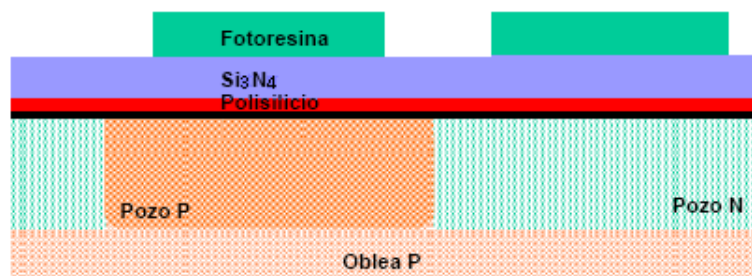 Fotoresina
Si₃N₄
Polisilicio
Pozo P
Pozo N
Oblea P